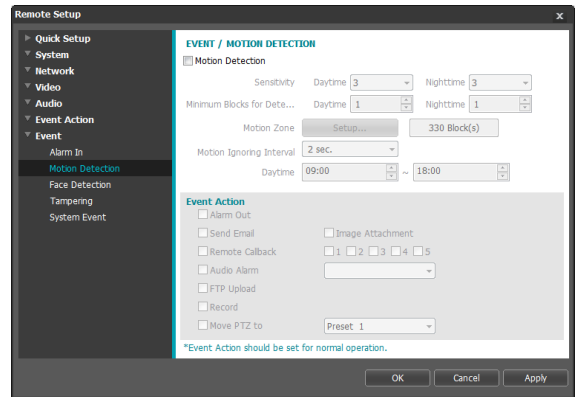 Remote Setup x
Quick Setup
System
Network
Video
Audio
Event Action
Event
Alarm In
Motion Detection
Face Detection
Tampering
System Event
EVENT / MOTION DETECTION
Motion Detection
Sensitivity Daytime 3 Nighttime 3
Minimum Blocks for Dete... Daytime 1 Nighttime 1
Motion Zone Setup... 330 Block(s)
Motion Ignoring Interval 2 sec.
Daytime 09:00 ~ 18:00
Event Action
Alarm Out
Send Email Image Attachment
Remote Callback 1 2 3 4 5
Audio Alarm
FTP Upload
Record
Move PTZ to Preset 1
*Event Action should be set for normal operation.
OK Cancel Apply